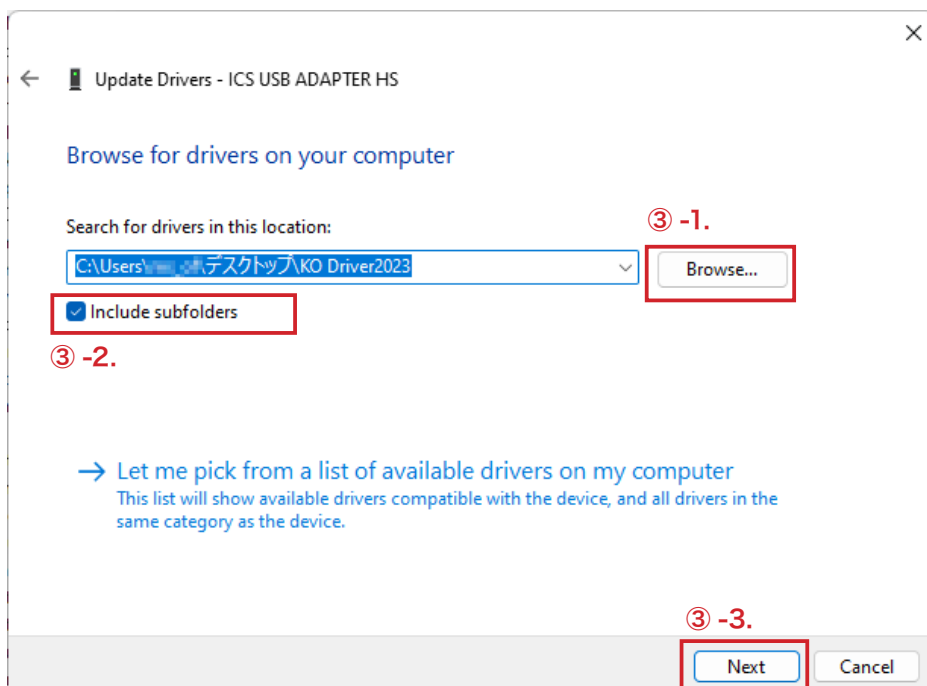 Update Drivers - ICS USB ADAPTER HS
Browse for drivers on your computer
Search for drivers in this location:
③ -1.
C:\Users\ \デスクトップ\KO Driver2023
Browse...
Include subfolders
③ -2.
Let me pick from a list of available drivers on my computer
This list will show available drivers compatible with the device, and all drivers in the
same category as the device.
③ -3.
Next
Cancel